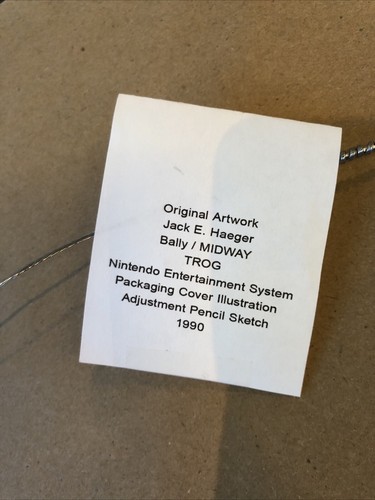 Original Artwork
Jack E. Haeger
Bally / MIDWAY
TROG
Nintendo Entertainment System
Packaging Cover Illustration
Adjustment Pencil Sketch
1990